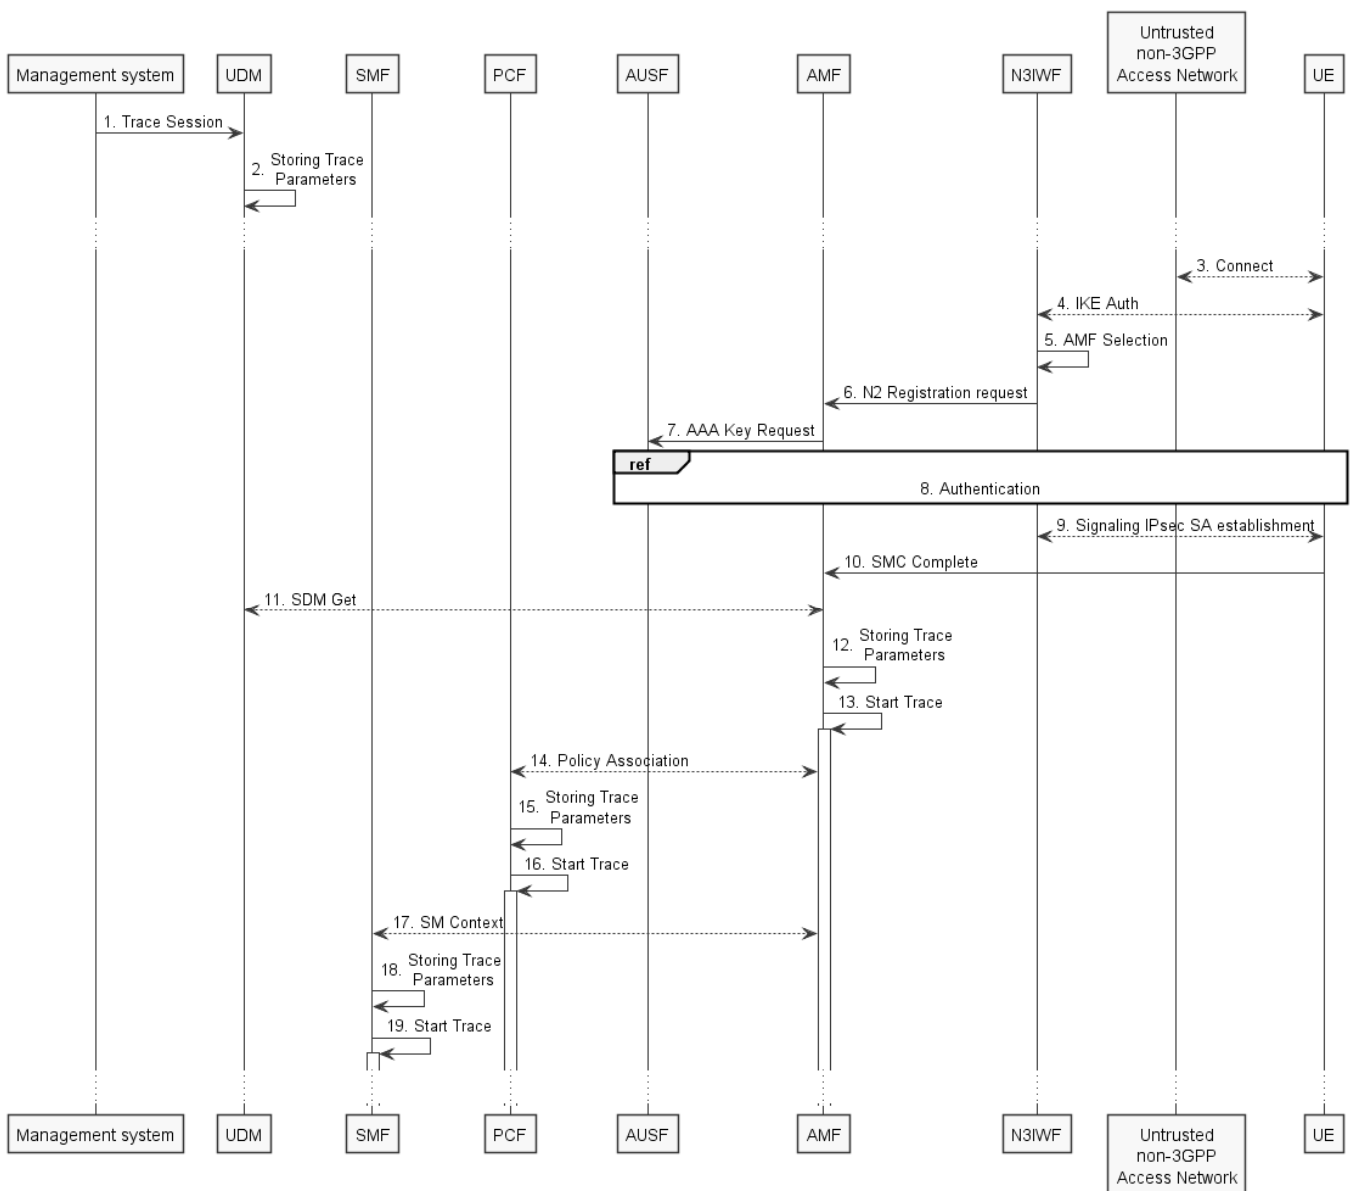 Untrusted
non-3GPP
Access Network
Management system
UDM
SMF
PCF
AUSF
AMF
N3IWF
UE
1. Trace Session
2. Storing Trace
Parameters
3. Connect
4. IKE Auth
5. AMF Selection
6. N2 Registration request
7. AAA Key Request
ref
8. Authentication
9. Signaling IPsec SA establishment
10. SMC Complete
11. SDM Get
12. Storing Trace
Parameters
13. Start Trace
14. Policy Association
15. Storing Trace
Parameters
16. Start Trace
17. SM Context
18. Storing Trace
Parameters
19. Start Trace
Management system
UDM
SMF
PCF
AUSF
AMF
N3IWF
Untrusted
non-3GPP
Access Network
UE